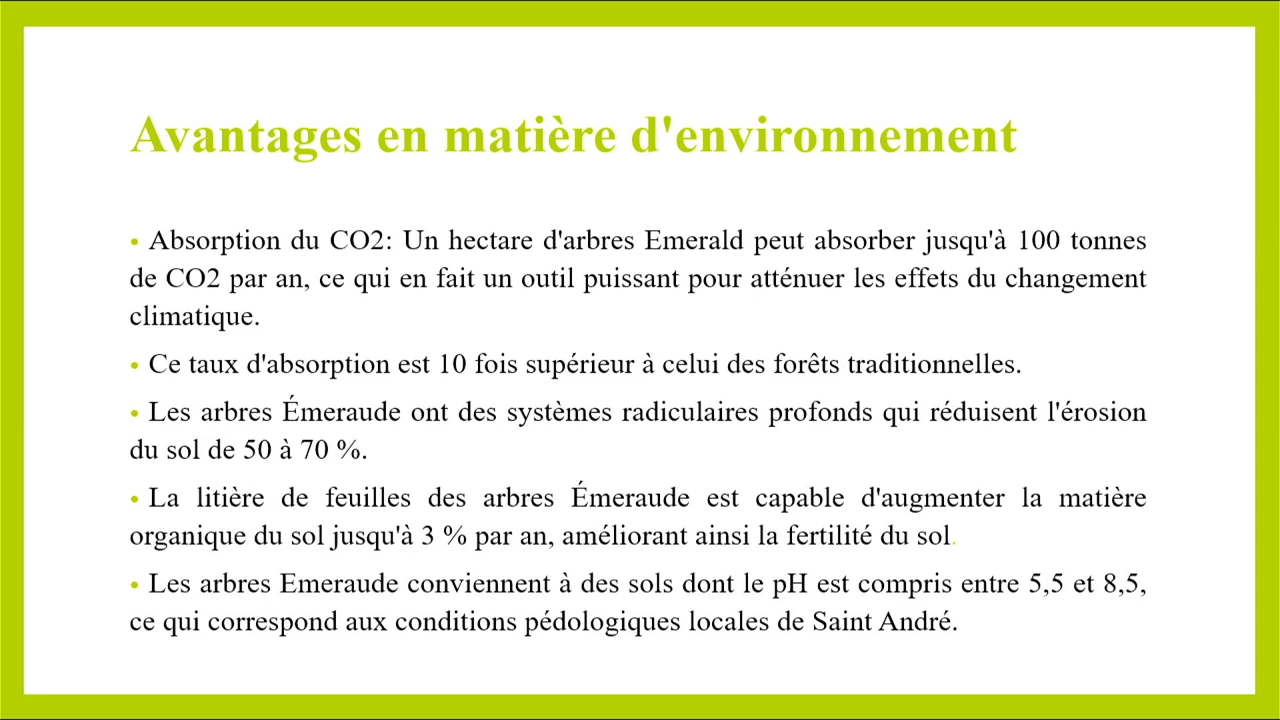 Avantages en matière d'environnement
• Absorption du CO2: Un hectare d'arbres Emerald peut absorber jusqu'à 100 tonnes
de CO2 par an, ce qui en fait un outil puissant pour atténuer les effets du changement
climatique.
• Ce taux d'absorption est 10 fois supérieur à celui des forêts traditionnelles.
• Les arbres Émeraude ont des systèmes radiculaires profonds qui réduisent l'érosion
du sol de 50 à 70 %.
• La litière de feuilles des arbres Émeraude est capable d'augmenter la matière
organique du sol jusqu'à 3 % par an, améliorant ainsi la fertilité du sol.
• Les arbres Emeraude conviennent à des sols dont le pH est compris entre 5,5 et 8,5,
ce qui correspond aux conditions pédologiques locales de Saint André.